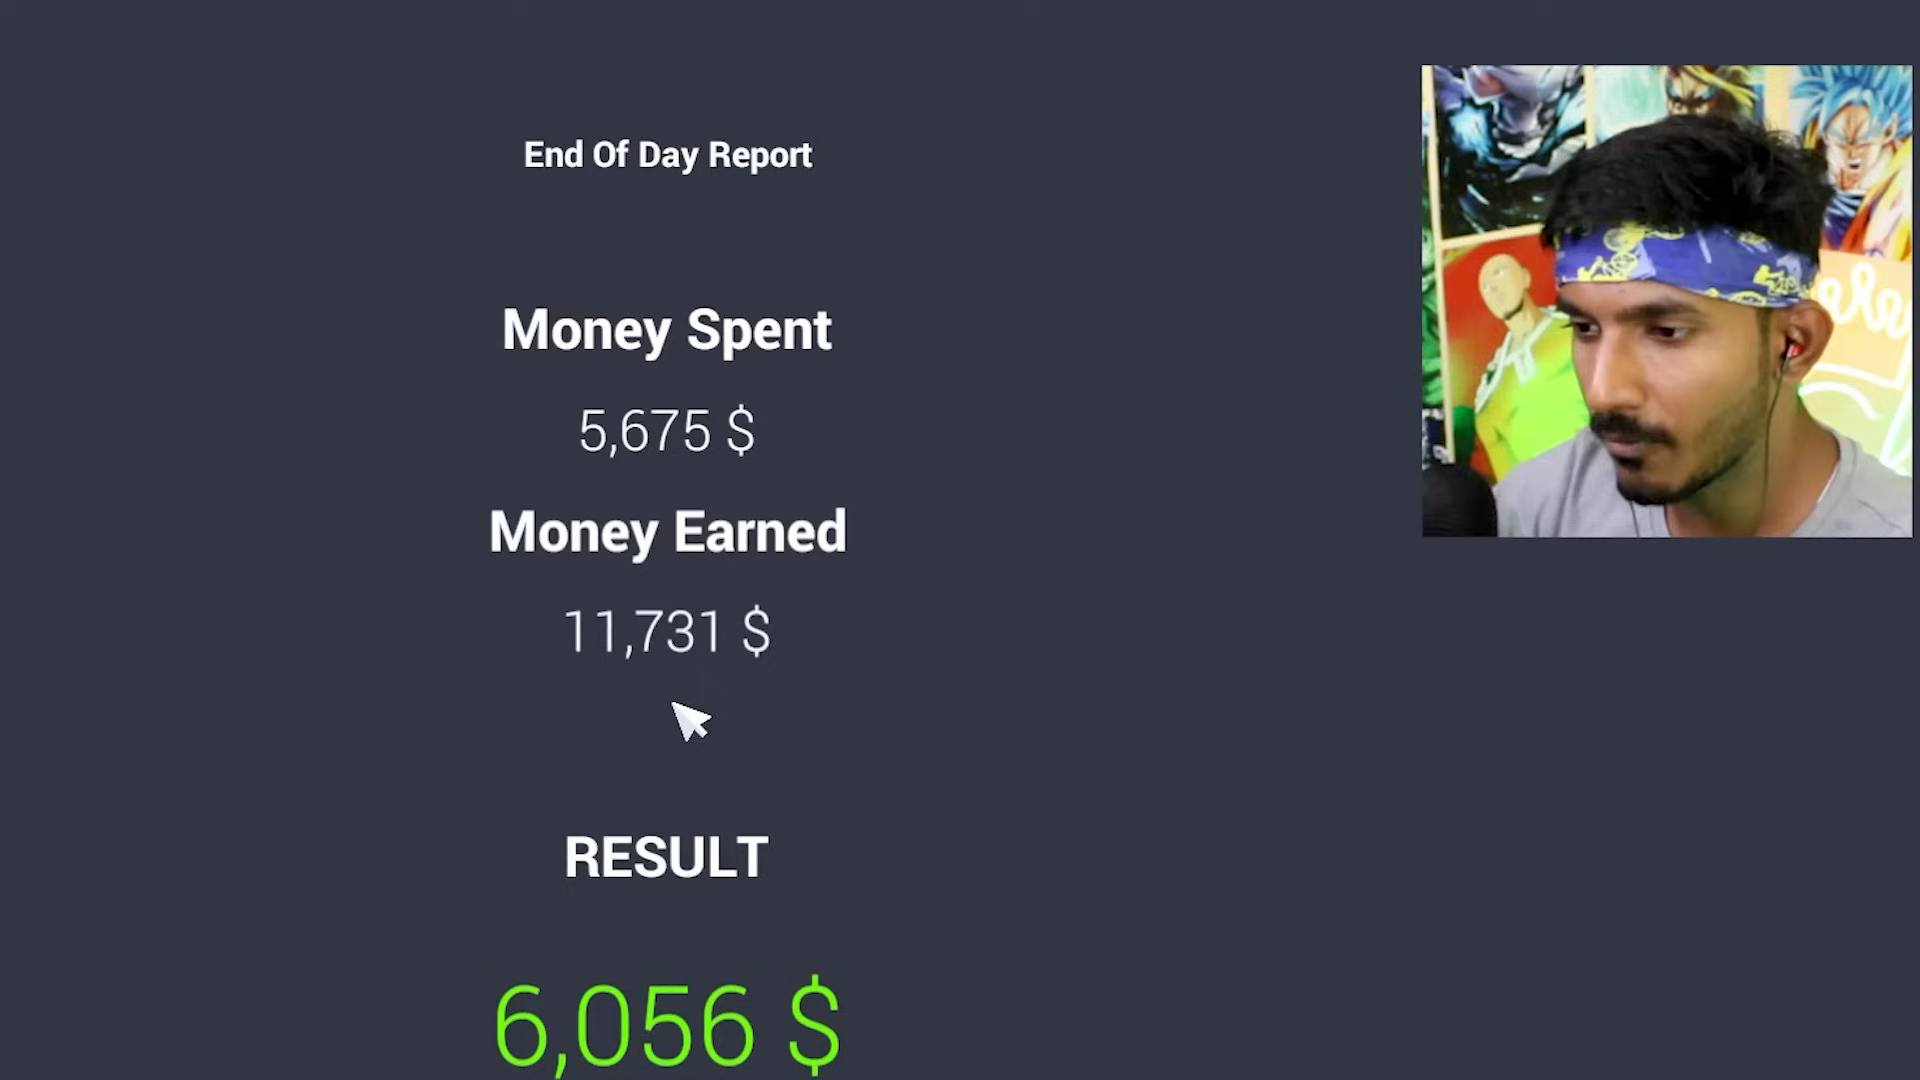 End Of Day Report
Money Spent
5,675 $
Money Earned
11,731 $
RESULT
6,056 $